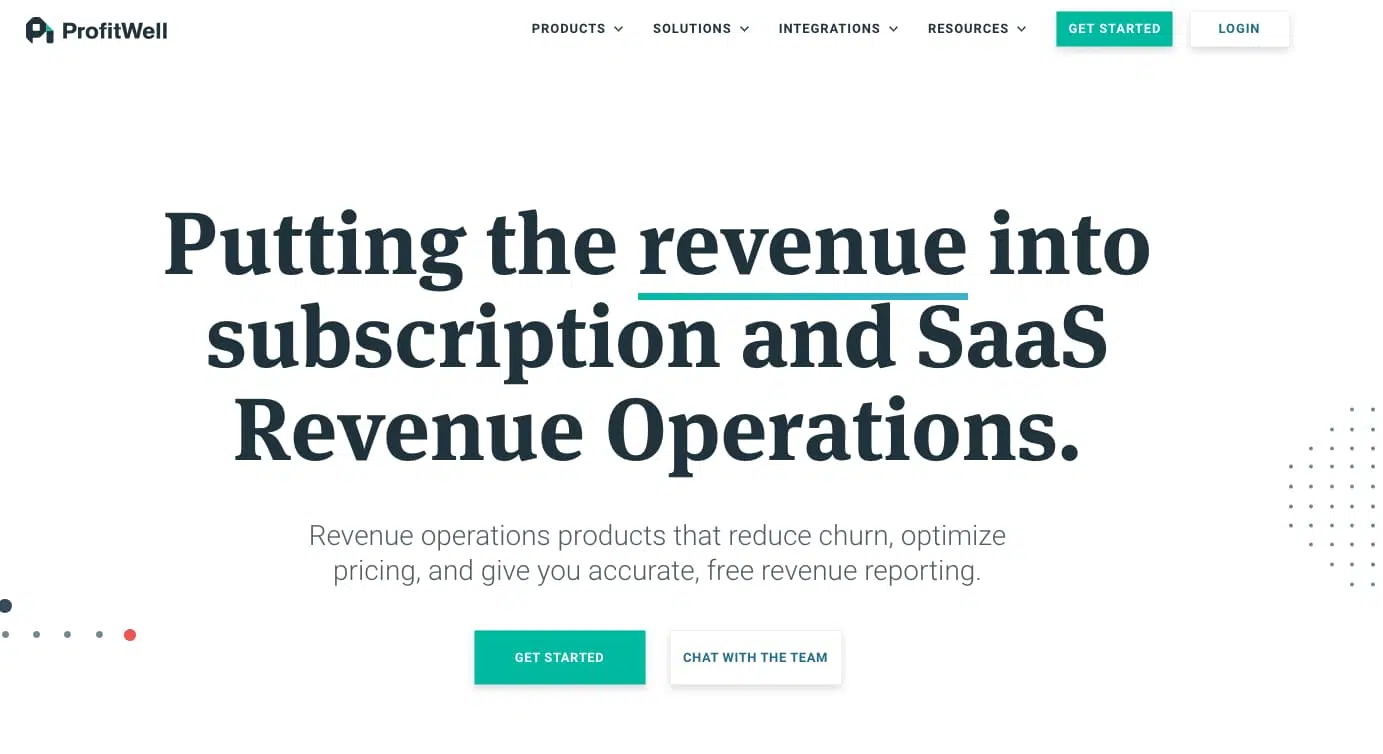 ProfitWell
PRODUCTS
SOLUTIONS
INTEGRATIONS
RESOURCES
GET STARTED
LOGIN
Putting the revenue into
subscription and SaaS
Revenue Operations.
Revenue operations products that reduce churn, optimize
pricing, and give you accurate, free revenue reporting.
GET STARTED
CHAT WITH THE TEAM